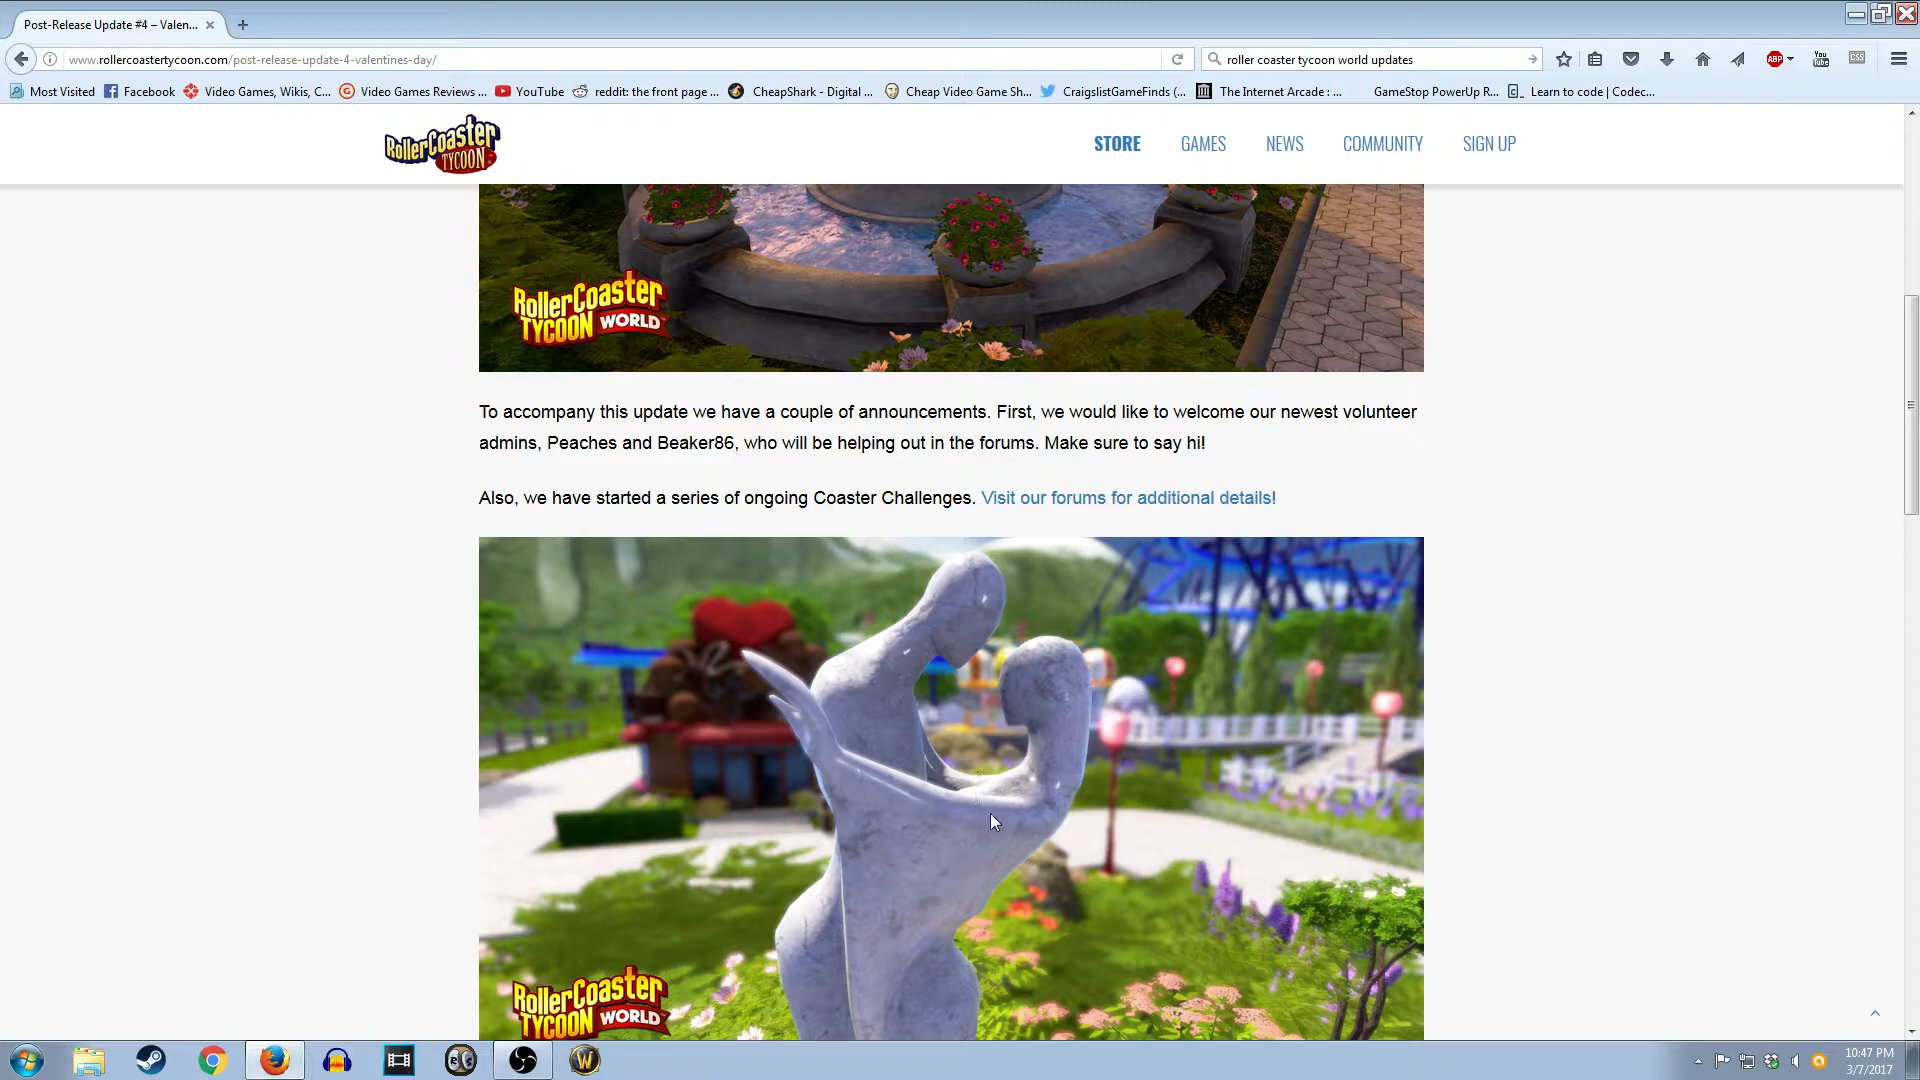 Post-Release Update #4 – Valen...
www.rollercoastertycoon.com/post-release-update-4-valentines-day/
roller coaster tycoon world updates
ABP
You Tube
CSS
Most Visited
Facebook
Video Games, Wikis, C...
Video Games Reviews ...
YouTube
reddit: the front page ...
CheapShark - Digital ...
Cheap Video Game Sh...
CraigslistGameFinds (...
The Internet Arcade : ...
GameStop PowerUp R...
Learn to code | Codec...
RollerCoaster
TYCOON
STORE
GAMES
NEWS
COMMUNITY
SIGN UP
RollerCoaster
TYCOON WORLD
To accompany this update we have a couple of announcements. First, we would like to welcome our newest volunteer
admins, Peaches and Beaker86, who will be helping out in the forums. Make sure to say hi!
Also, we have started a series of ongoing Coaster Challenges. Visit our forums for additional details!
RollerCoaster
TYCOON WORLD
10:47 PM
3/7/2017